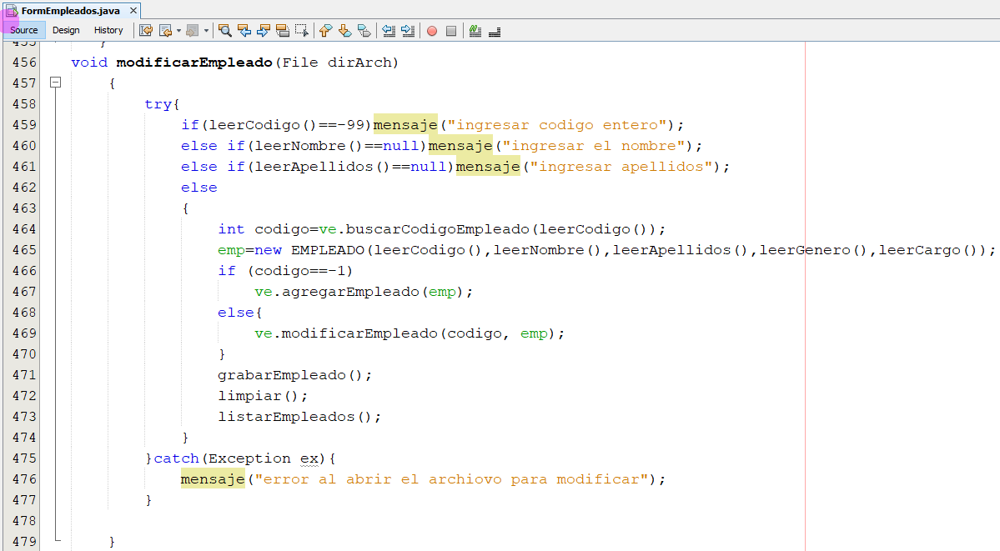 FormEmpleados.java
Source Design History
455 }
456 void modificarEmpleado(File dirArch)
457 {
458 try{
459 if(leerCodigo()==-99)mensaje("ingresar codigo entero");
460 else if(leerNombre()==null)mensaje("ingresar el nombre");
461 else if(leerApellidos()==null)mensaje("ingresar apellidos");
462 else
463 {
464 int codigo=ve.buscarCodigoEmpleado(leerCodigo());
465 emp=new EMPLEADO(leerCodigo(),leerNombre(),leerApellidos(),leerGenero(),leerCargo());
466 if (codigo==-1)
467 ve.agregarEmpleado(emp);
468 else{
469 ve.modificarEmpleado(codigo, emp);
470 }
471 grabarEmpleado();
472 limpiar();
473 listarEmpleados();
474 }
475 }catch(Exception ex){
476 mensaje("error al abrir el archiovo para modificar");
477 }
478
479 }